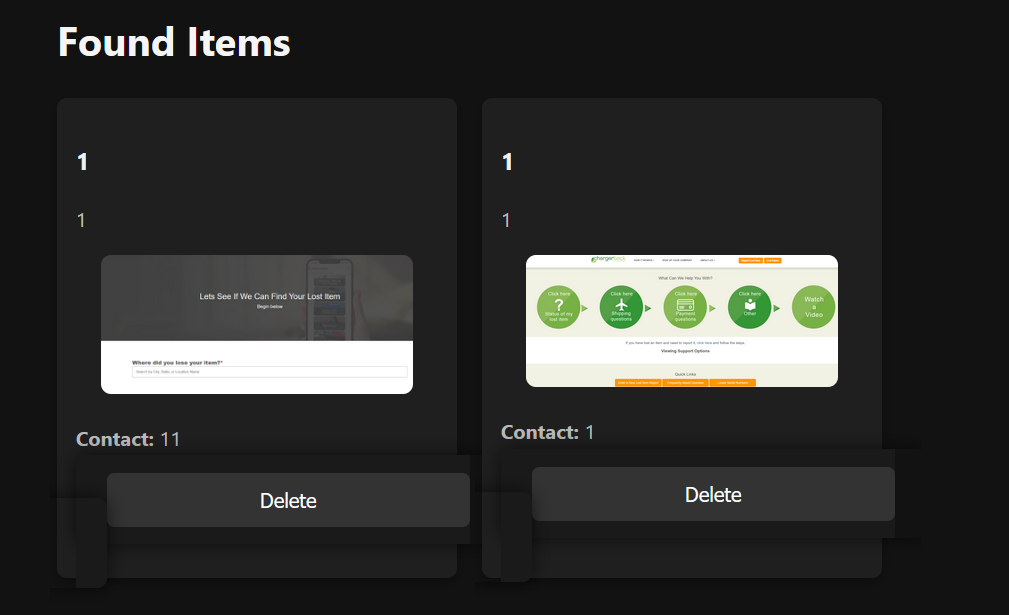 Found Items
1
1
Lets See If We Can Find Your Lost Item
Begin below
Where did you lose your item?*
Search by City, State, or Location Name
Contact: 11
Delete
1
1
chargerback
What Can We Help You With?
Click here
?
Status of my
lost item
Click here
Shipping
questions
Click here
Payment
questions
Click here
Other
Watch
a
Video
If you have lost an item and need to report it, click here and follow the steps.
Viewing Support Options
Quick Links
Contact: 1
Delete